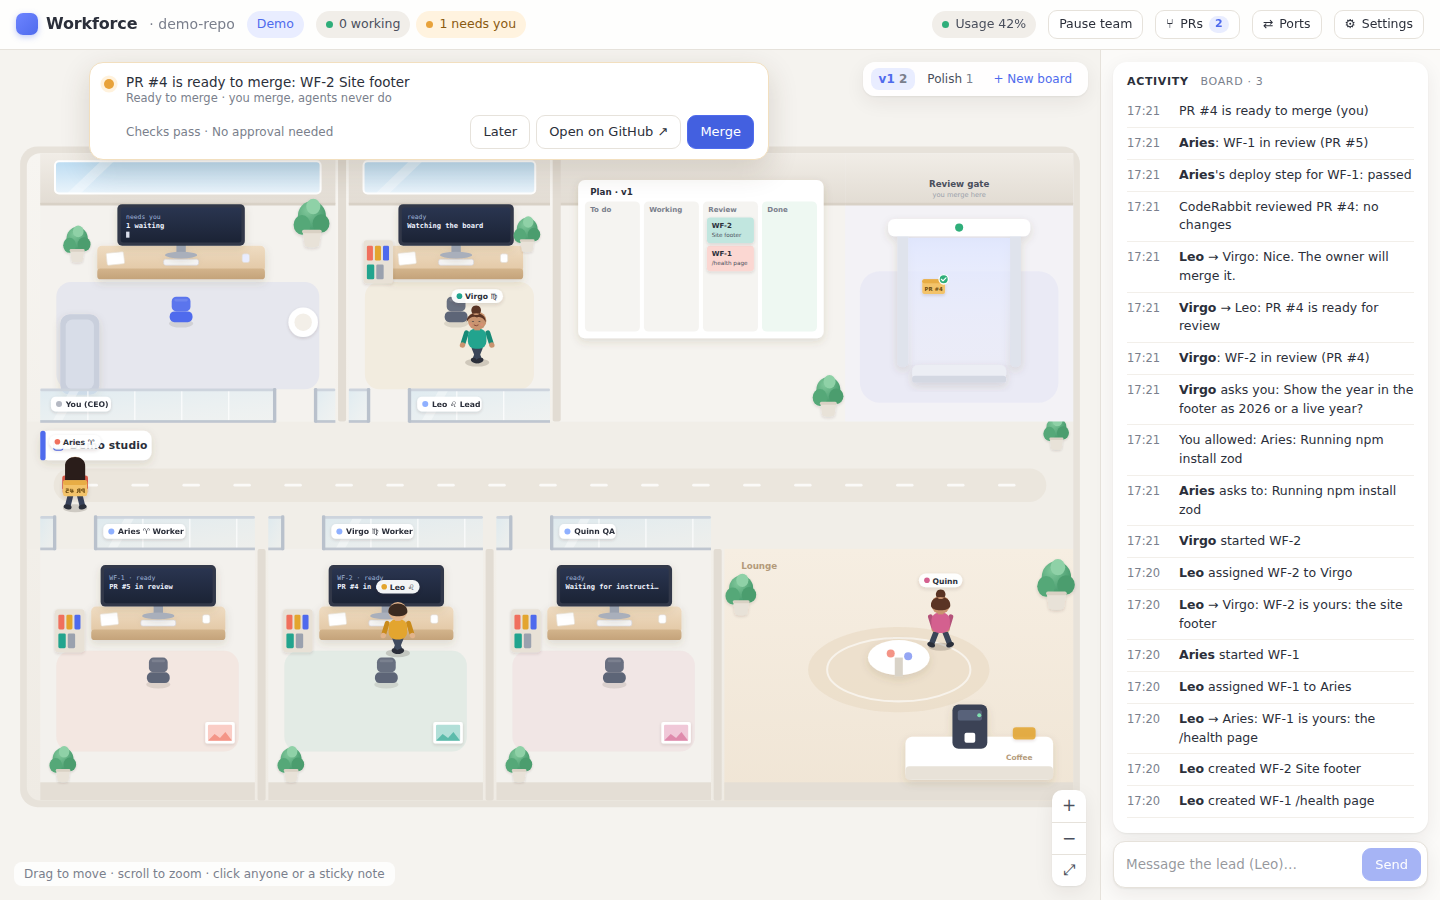 Workforce · demo-repo Demo 0 working 1 needs you Usage 42% Pause team PRs 2 Ports Settings
PR #4 is ready to merge: WF-2 Site footer
Ready to merge · you merge, agents never do
Checks pass · No approval needed Later Open on GitHub ↗ Merge
v1 2 Polish 1 + New board
needs you
1 waiting
ready
Watching the board
Plan · v1
To do Working Review Done
WF-2
Site footer
WF-1
/health page
Review gate
you merge here
PR #4
Virgo ♍
You (CEO)
Leo ♌ Lead
Aries ♈
studio
Aries ♈ Worker
Virgo ♍ Worker
Quinn QA
WF-1 · ready
PR #5 in review
WF-2 · ready
PR #4 in
Leo ♌
ready
Waiting for instructi…
Lounge
Quinn
Coffee
+
−
Drag to move · scroll to zoom · click anyone or a sticky note
ACTIVITY BOARD · 3
17:21 PR #4 is ready to merge (you)
17:21 Aries: WF-1 in review (PR #5)
17:21 Aries's deploy step for WF-1: passed
17:21 CodeRabbit reviewed PR #4: no
changes
17:21 Leo → Virgo: Nice. The owner will
merge it.
17:21 Virgo → Leo: PR #4 is ready for
review
17:21 Virgo: WF-2 in review (PR #4)
17:21 Virgo asks you: Show the year in the
footer as 2026 or a live year?
17:21 You allowed: Aries: Running npm
install zod
17:21 Aries asks to: Running npm install
zod
17:21 Virgo started WF-2
17:20 Leo assigned WF-2 to Virgo
17:20 Leo → Virgo: WF-2 is yours: the site
footer
17:20 Aries started WF-1
17:20 Leo assigned WF-1 to Aries
17:20 Leo → Aries: WF-1 is yours: the
/health page
17:20 Leo created WF-2 Site footer
17:20 Leo created WF-1 /health page
Message the lead (Leo)… Send